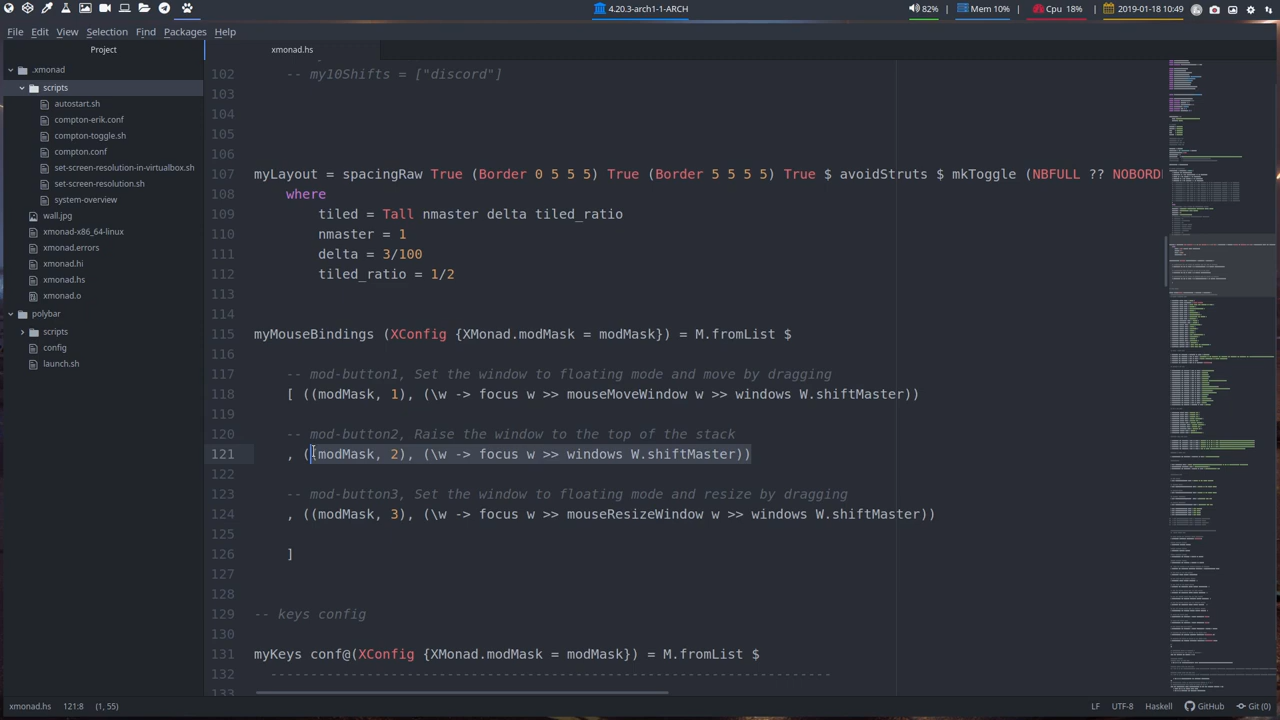 4.20.3-arch1-1-ARCH
82%
Mem 10%
Cpu 18%
2019-01-18 10:49
File Edit View Selection Find Packages Help
Project
xmonad.hs
.xmonad
scripts
autostart.sh
compton-erik.conf
compton-toggle.sh
compton.conf
set-screen-resolution-in-virtualbox.sh
set-screen-resolution.sh
system-overview
wall.jpg
xmonad-x86_64-linux
xmonad.errors
xmonad.hi
xmonad.hs
xmonad.o
polybar
scripts
config
launch.sh
102 -- my10Shifts = ["discord"]
103
104
105
106
107 myLayout = spacingRaw True (Border 0 5 5 5) True (Border 5 5 5 5) True $ avoidStruts $ mkToggle (NBFULL ?? NOBORD
108 where
109 tiled = Tall nmaster delta tiled_ratio
110 nmaster = 1
111 delta = 3/100
112 tiled_ratio = 1/2
113
114
115 myMouseBindings (XConfig {XMonad.modMask = modMask}) = M.fromList $
116
117 -- mod-button1, Set the window to floating mode and move by dragging
118 [ ((modMask, 1), (\w -> focus w >> mouseMoveWindow w >> windows W.shiftMaster))
119
120 -- mod-button2, Raise the window to the top of the stack
121 , ((modMask, 2), (\w -> focus w >> windows W.shiftMaster))
122
123 -- mod-button3, Set the window to floating mode and resize by dragging
124 , ((modMask, 3), (\w -> focus w >> mouseResizeWindow w >> windows W.shiftMaster))
125
126 ]
127
128
129 -- keys config
130
131 myKeys conf@(XConfig {XMonad.modMask = modMask}) = M.fromList $
132
133
xmonad.hs 121:8 (1, 55) LF UTF-8 Haskell GitHub Git (0)